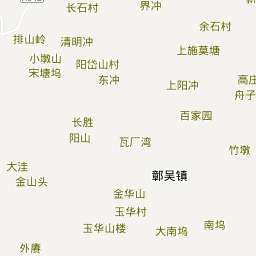 长石村
界冲
余石村
排山岭
清明冲
上施莫塘
小墩山
宋塘坞
阳岱山村
东冲
上阳冲
高庄
舟子
百家园
长胜
阳山
瓦厂湾
竹墩
大洼
金山头
鄣吴镇
金华山
玉华村
玉华山楼
大南坞
南坞
外赓